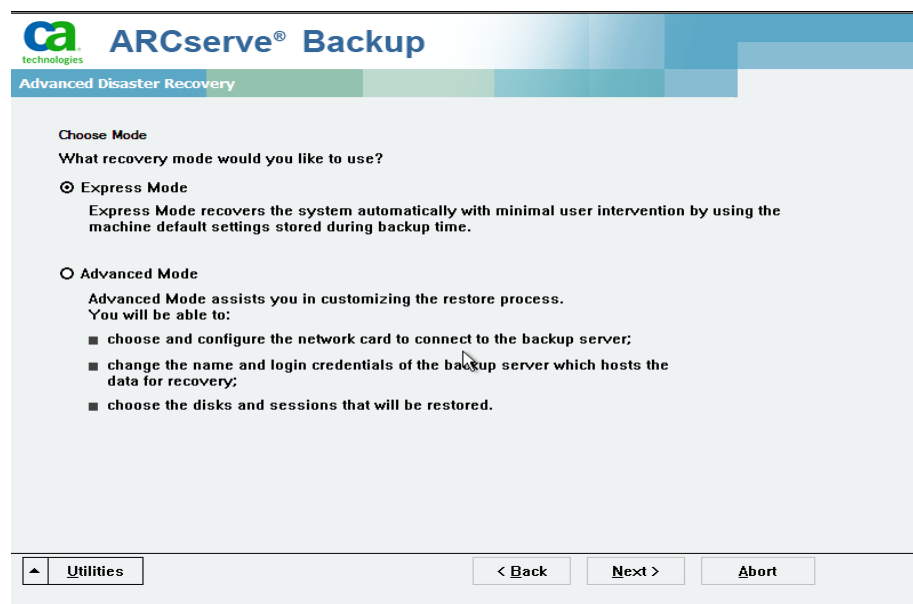 ca
technologies
ARCserve® Backup
Advanced Disaster Recovery
Choose Mode
What recovery mode would you like to use?
Express Mode
Express Mode recovers the system automatically with minimal user intervention by using the
machine default settings stored during backup time.
Advanced Mode
Advanced Mode assists you in customizing the restore process.
You will be able to:
choose and configure the network card to connect to the backup server;
change the name and login credentials of the backup server which hosts the
data for recovery;
choose the disks and sessions that will be restored.
Utilities
< Back
Next >
Abort